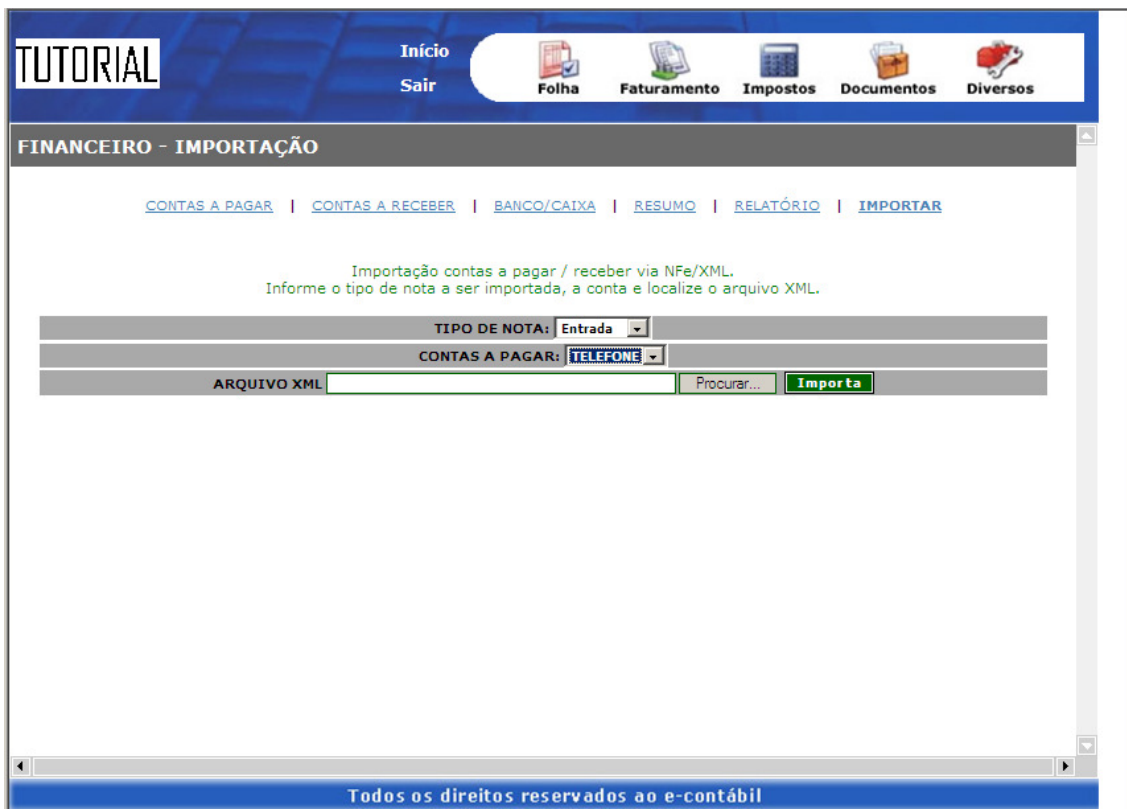 TUTORIAL
Início
Sair
Folha
Faturamento
Impostos
Documentos
Diversos
FINANCEIRO - IMPORTAÇÃO
CONTAS A PAGAR | CONTAS A RECEBER | BANCO/CAIXA | RESUMO | RELATÓRIO | IMPORTAR
Importação contas a pagar / receber via NFe/XML.
Informe o tipo de nota a ser importada, a conta e localize o arquivo XML.
TIPO DE NOTA: Entrada
CONTAS A PAGAR: TELEFONE
ARQUIVO XML Procurar... Importa
Todos os direitos reservados ao e-contábil